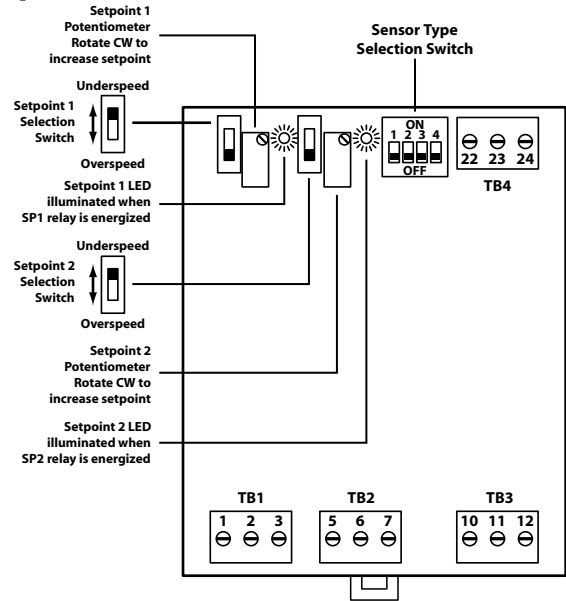 Setpoint 1
Potentiometer
Rotate CW to
increase setpoint
Sensor Type
Selection Switch
Underspeed
Setpoint 1
Selection
Switch
Overspeed
ON
1 2 3 4
OFF
22 23 24
TB4
Setpoint 1 LED
illuminated when
SP1 relay is energized
Underspeed
Setpoint 2
Selection
Switch
Overspeed
Setpoint 2
Potentiometer
Rotate CW to
increase setpoint
Setpoint 2 LED
illuminated when
SP2 relay is energized
TB1
1 2 3
TB2
5 6 7
TB3
10 11 12